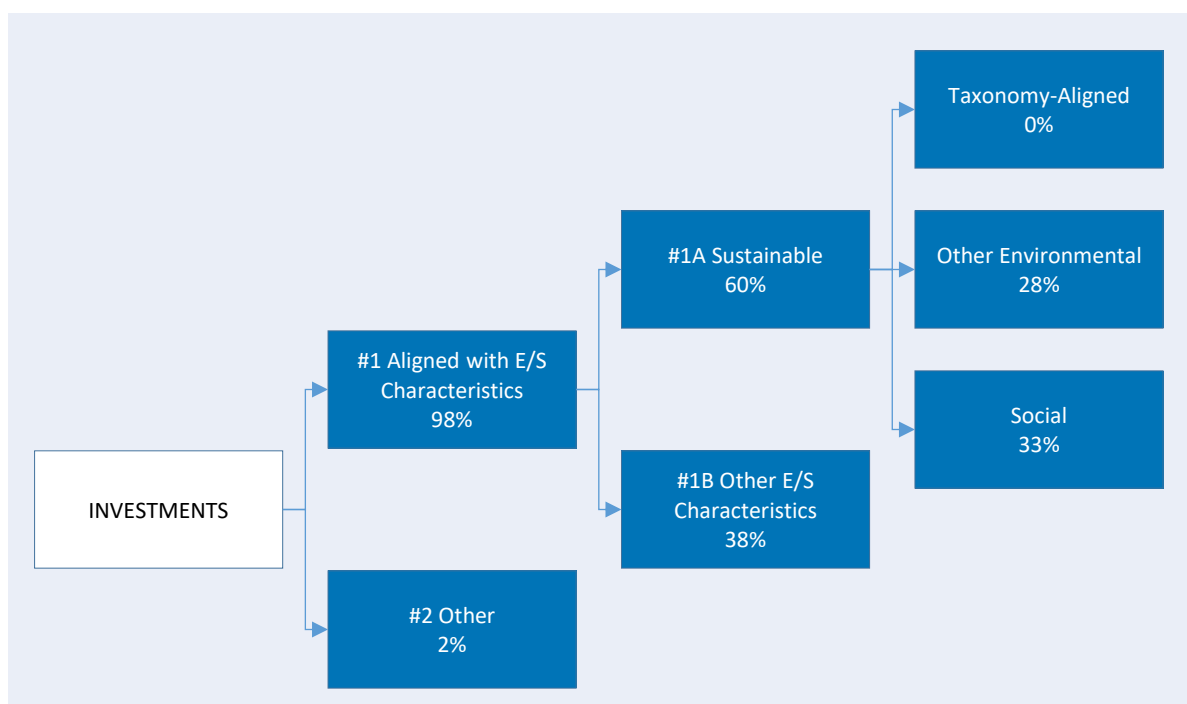 INVESTMENTS
#1 Aligned with E/S
Characteristics
98%
#2 Other
2%
#1A Sustainable
60%
#1B Other E/S
Characteristics
38%
Taxonomy-Aligned
0%
Other Environmental
28%
Social
33%